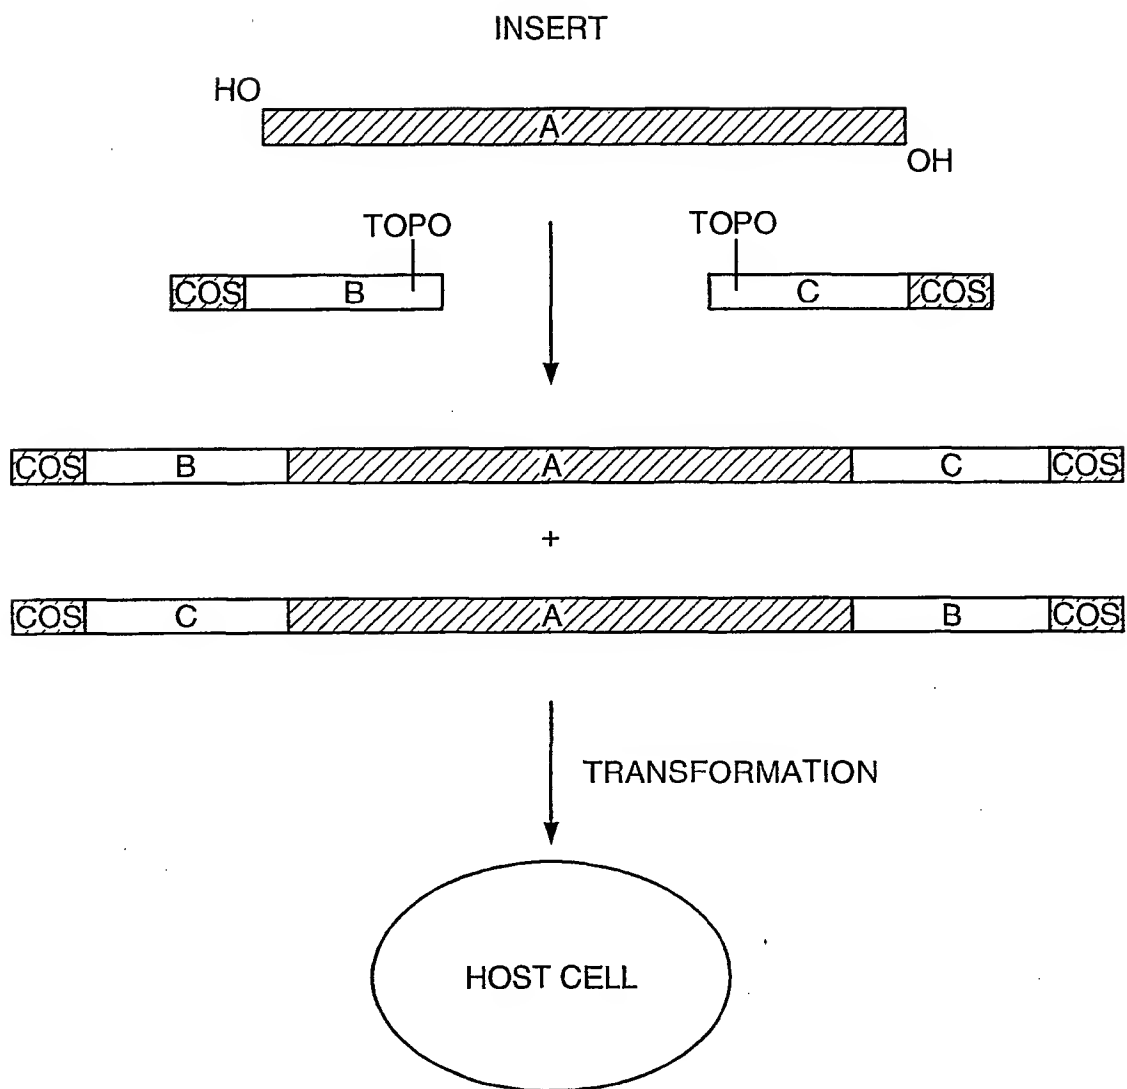 INSERT
HO
A
OH
TOPO TOPO
COS B C COS
COS B A C COS
+
COS C A B COS
TRANSFORMATION
HOST CELL